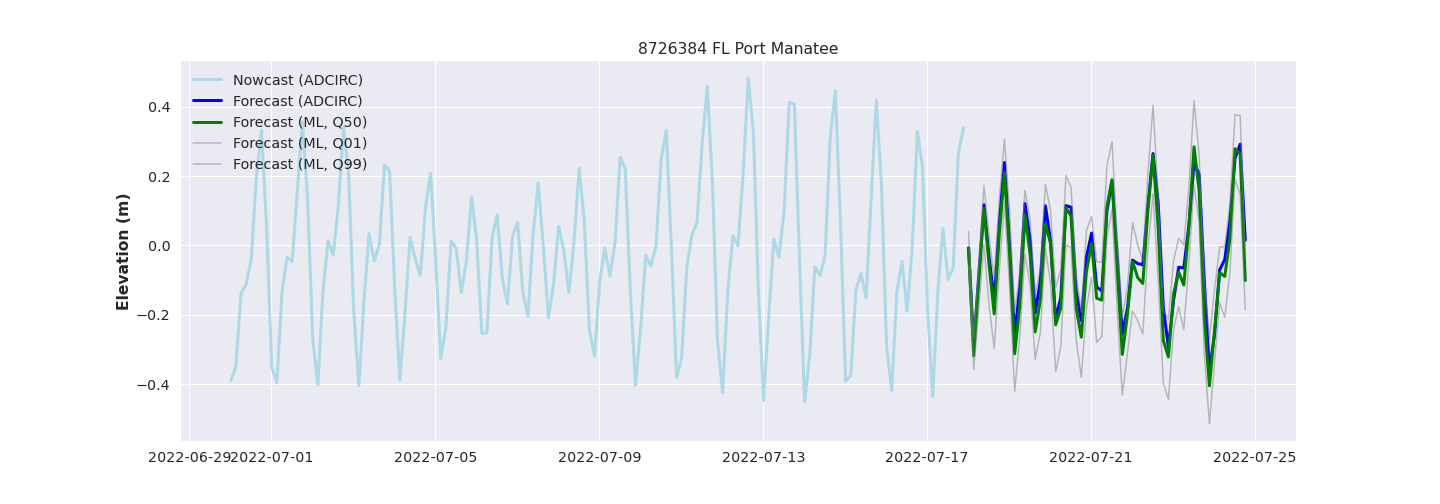 8726384 FL Port Manatee
Nowcast (ADCIRC)
Forecast (ADCIRC)
Forecast (ML, Q50)
Forecast (ML, Q01)
Forecast (ML, Q99)
Elevation (m)
0.4
0.2
0.0
−0.2
−0.4
2022-06-29 2022-07-01 2022-07-05 2022-07-09 2022-07-13 2022-07-17 2022-07-21 2022-07-25